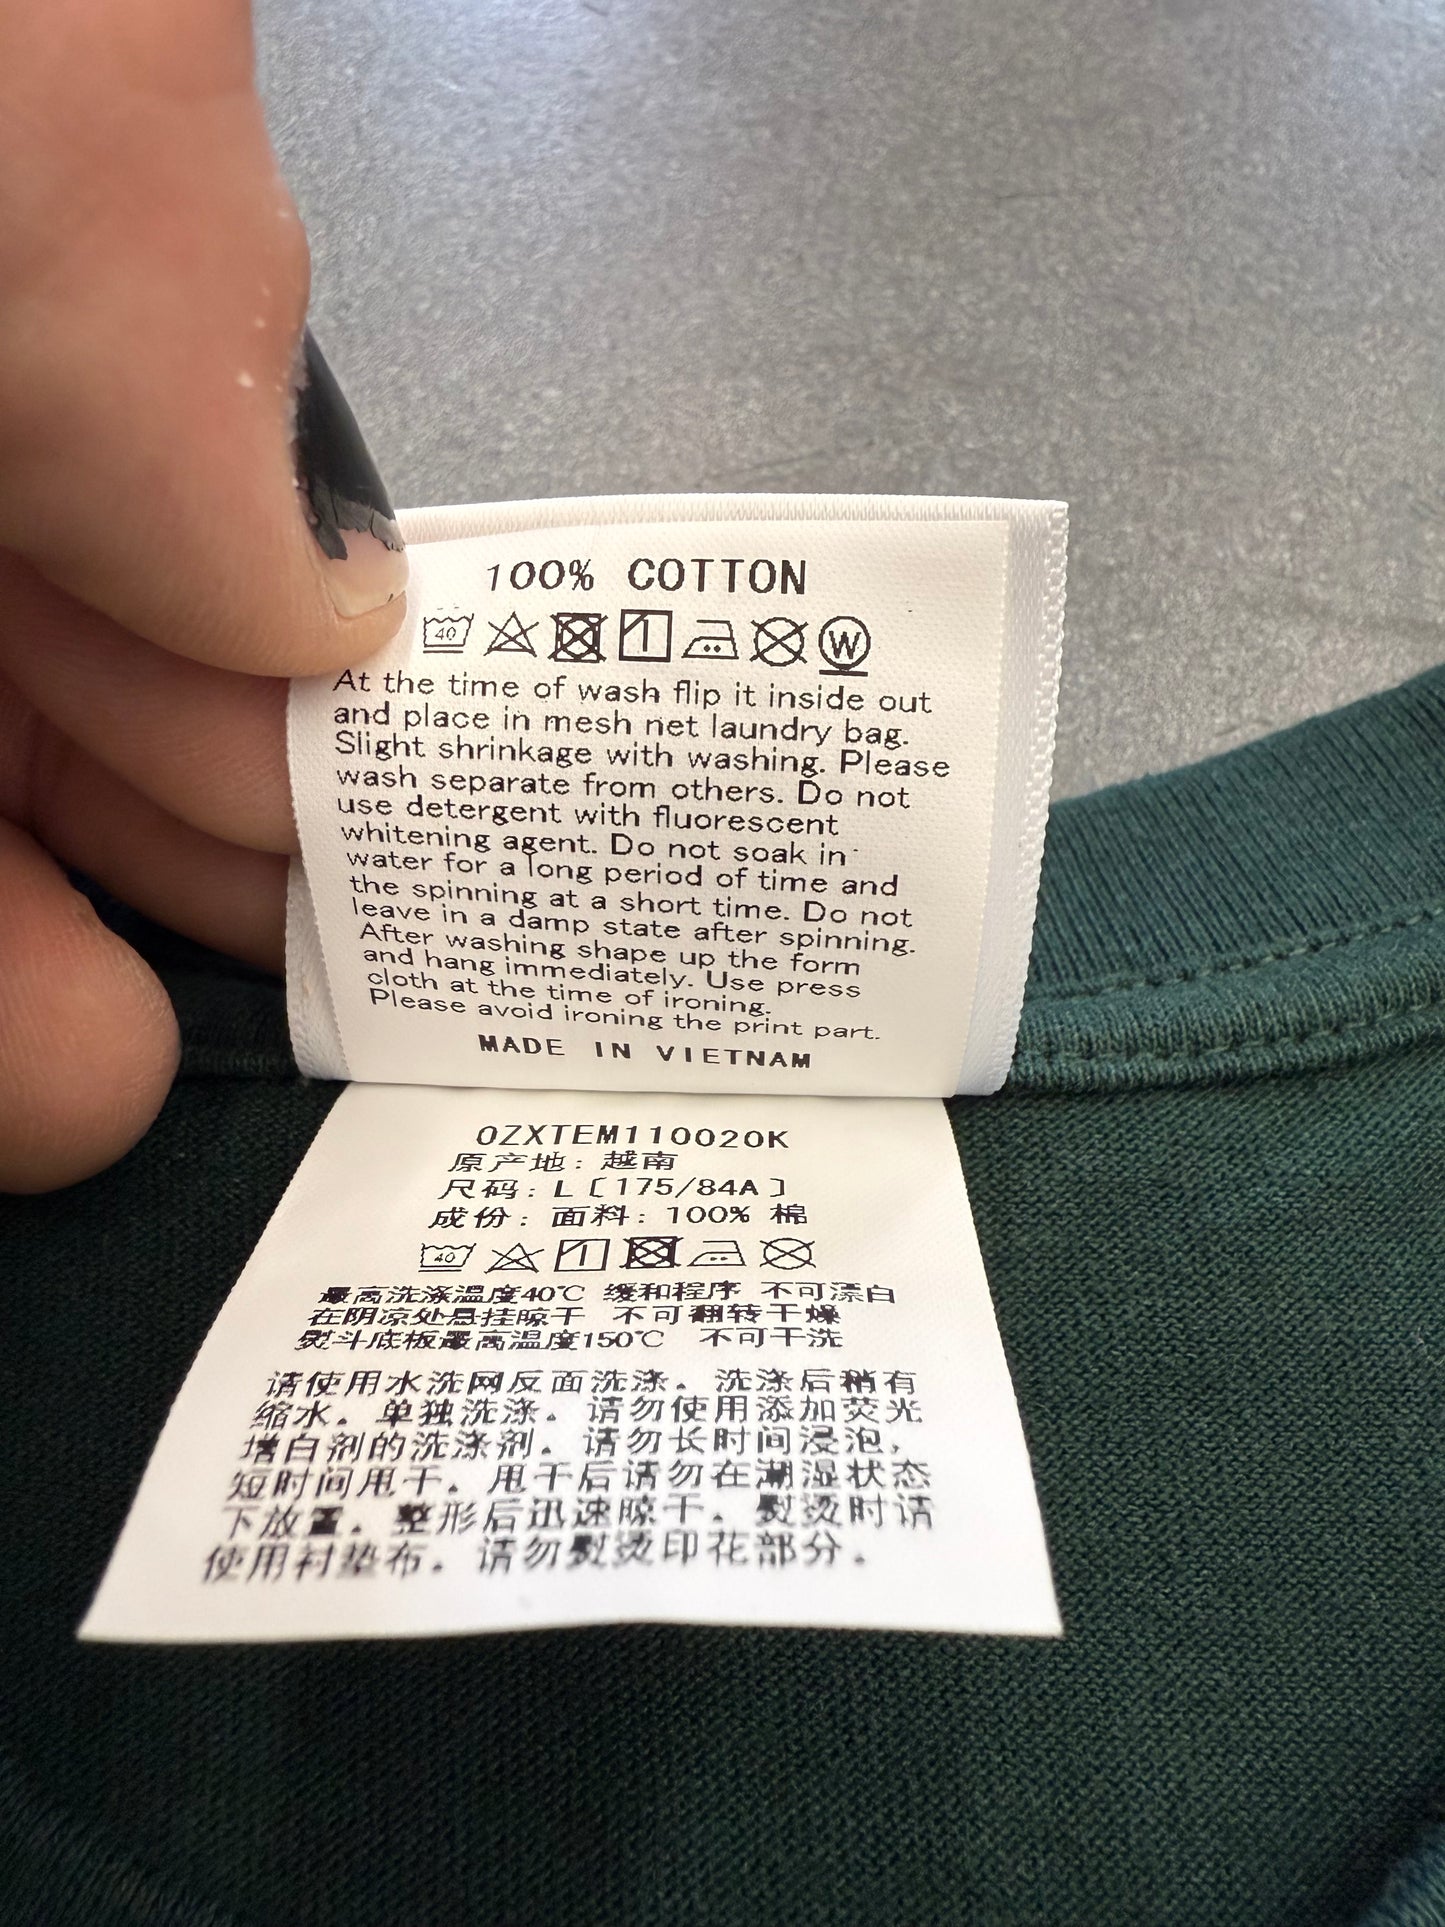 100% COTTON
40 W
At the time of wash flip it inside out
and place in mesh net laundry bag.
Slight shrinkage with washing. Please
wash separate from others. Do not
use detergent with fluorescent
whitening agent. Do not soak in
water for a long period of time and
the spinning at a short time. Do not
leave in a damp state after spinning.
After washing shape up the form
and hang immediately. Use press
cloth at the time of ironing.
Please avoid ironing the print part.
MADE IN VIETNAM
OZXTEM110020K
原产地: 越南
尺码: L〔175/84A〕
成份: 面料: 100% 棉
40
最高洗涤温度40℃ 缓和程序 不可漂白
在阴凉处悬挂晾干 不可翻转干燥
熨斗底板最高温度150℃ 不可干洗
请使用水洗网反面洗涤。洗涤后稍有
缩水。单独洗涤。请勿使用添加荧光
增白剂的洗涤剂。请勿长时间浸泡,
短时间甩干。甩干后请勿在潮湿状态
下放置。整形后迅速晾干。熨烫时请
使用衬垫布。请勿熨烫印花部分。